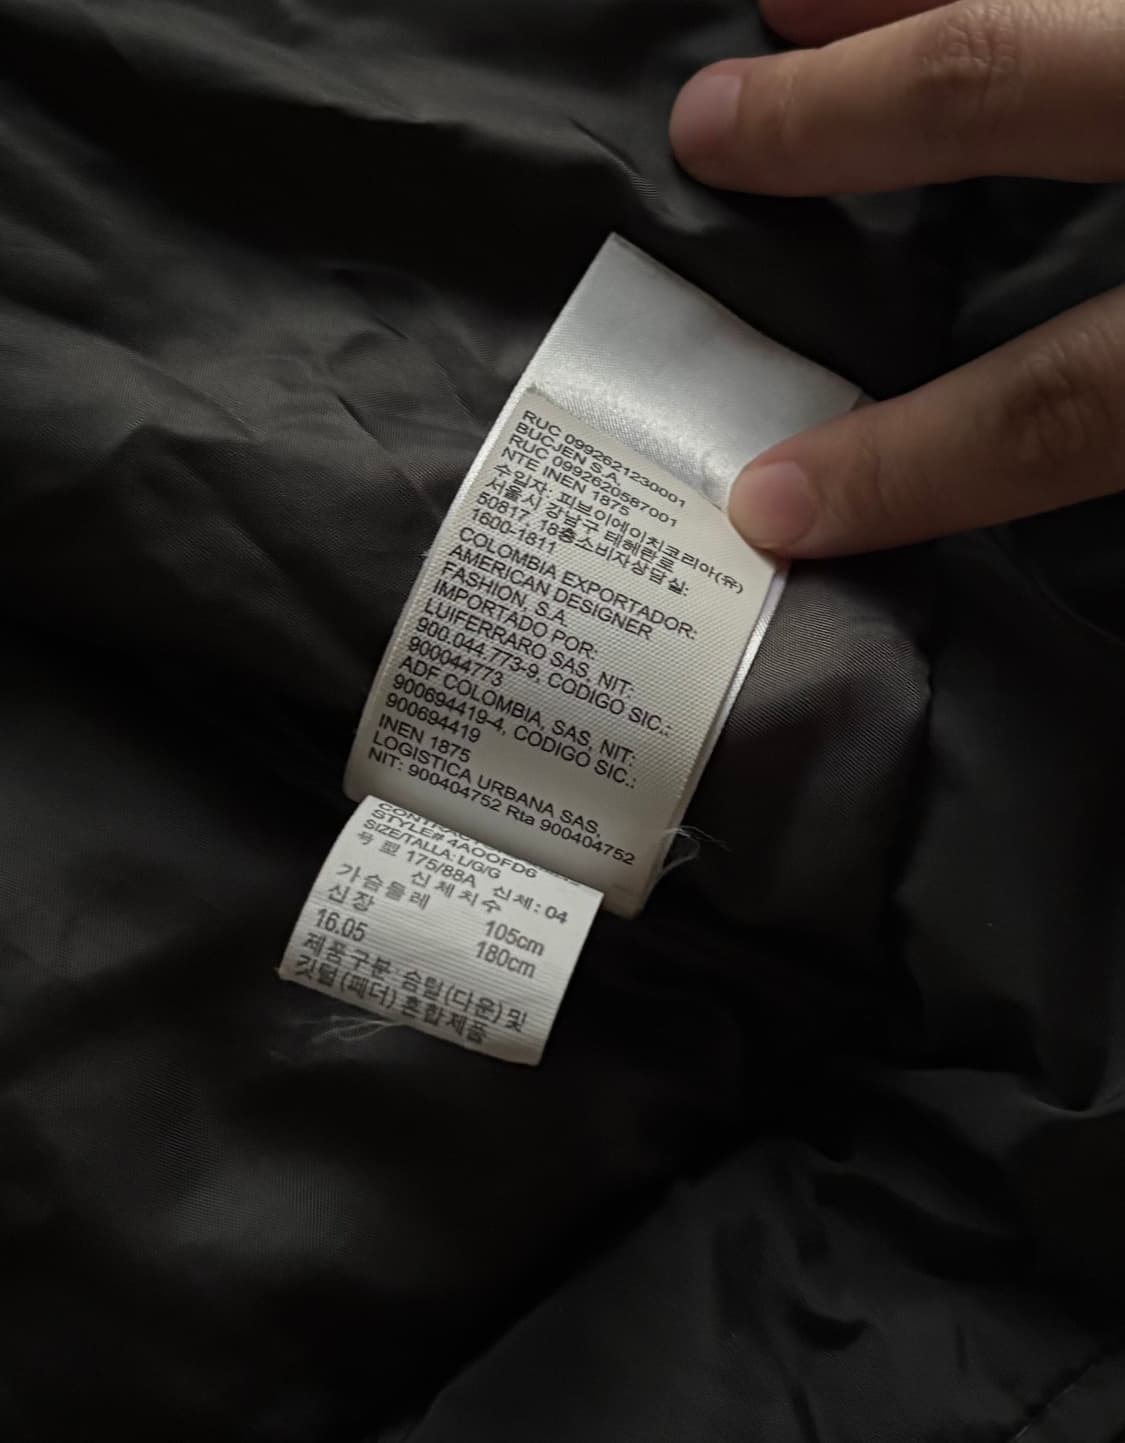 RUC 0992621230001
BUCJEN S.A.
RUC 0992620587001
NTE INEN 1875
수입자: 피브이에이치코리아(유)
서울시 강남구 테헤란로
50817, 18층소비자상담실:
1600-1811
COLOMBIA EXPORTADOR:
AMERICAN DESIGNER
FASHION, S.A.
IMPORTADO POR:
LUIFERRARO SAS, NIT:
900.044.773-9, CODIGO SIC.:
900044773
ADF COLOMBIA, SAS, NIT:
900694419-4, CODIGO SIC.:
900694419
INEN 1875
LOGISTICA URBANA SAS,
NIT: 900404752 Rta 900404752
STYLE# 4AOOFD6
SIZE/TALLA: L/G/G
号 型 175/88A 신체: 04
신체치수
가슴둘레 105cm
신장 180cm
16.05
제품구분: 솜털(다운) 및
깃털(페더) 혼합제품